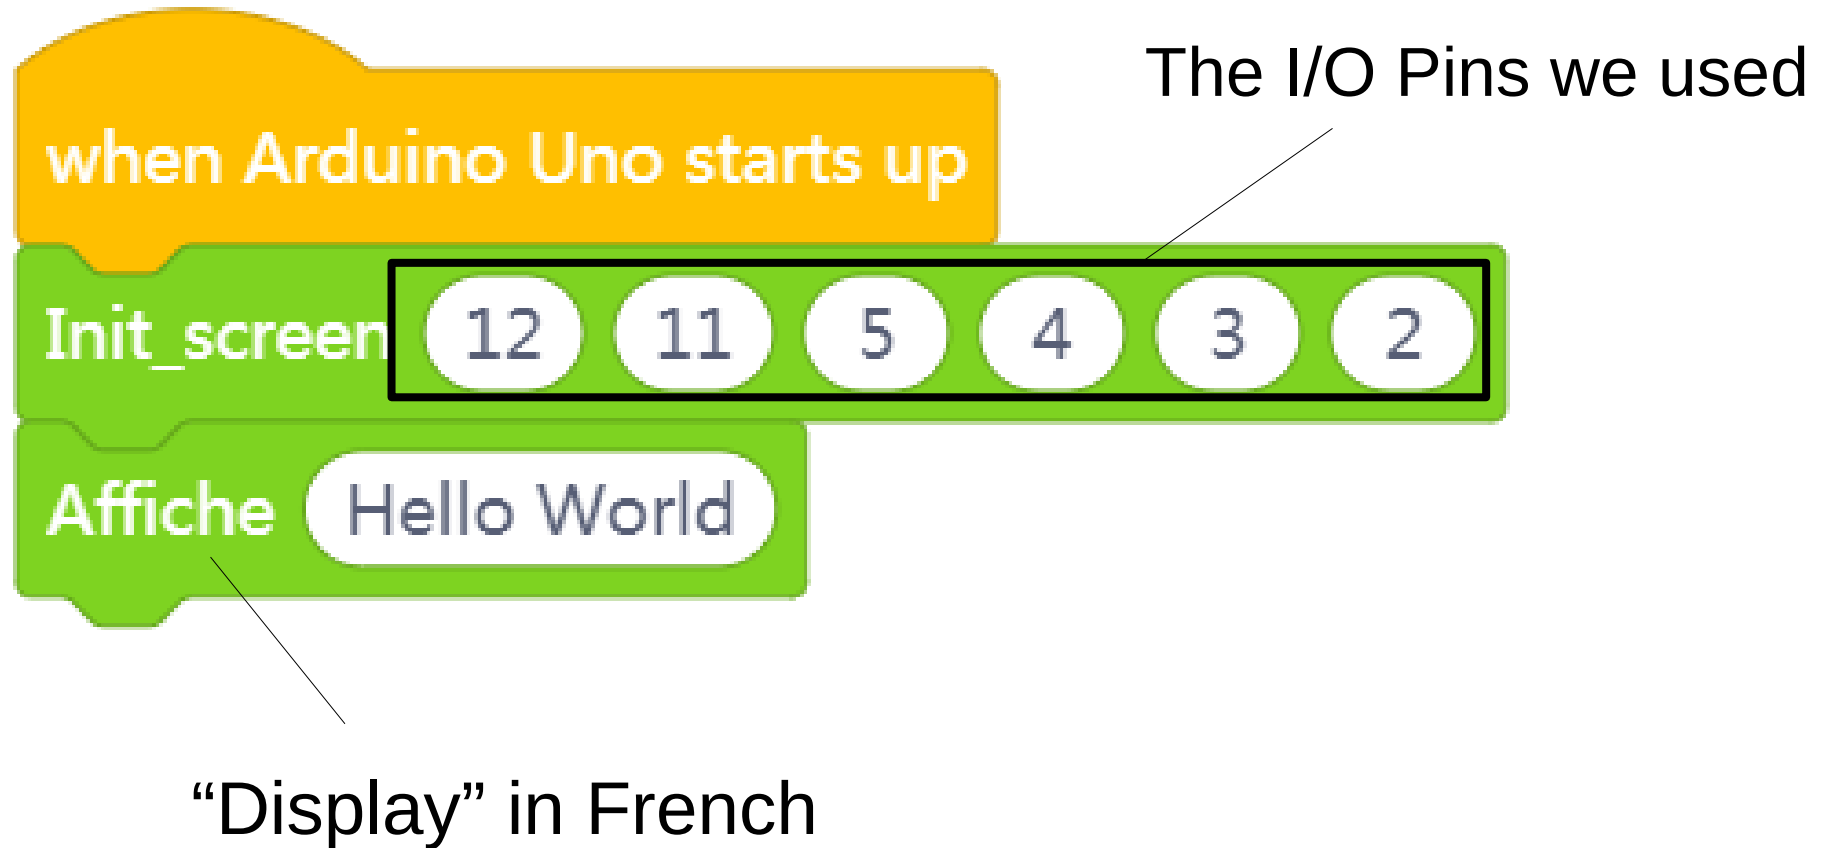 The I/O Pins we used
when Arduino Uno starts up
Init_screen 12 11 5 4 3 2
Affiche Hello World
“Display” in French